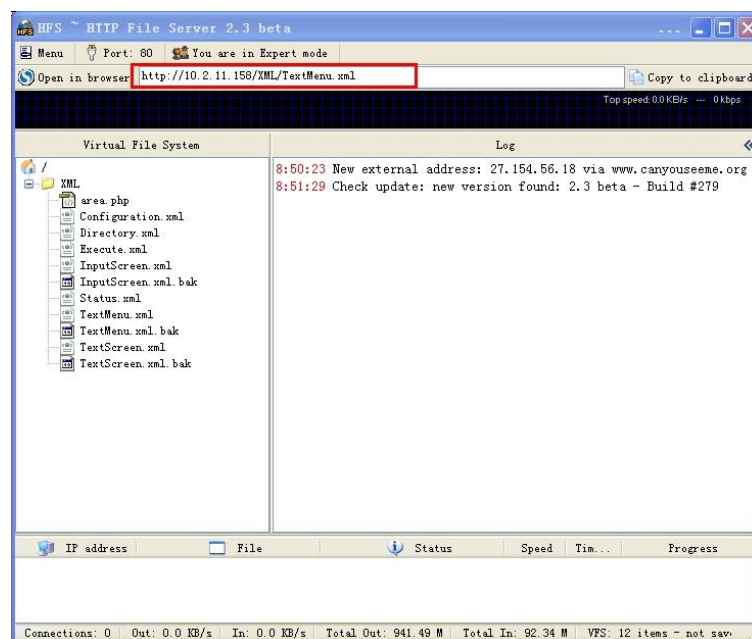 HFS ~ HTTP File Server 2.3 beta ...
Menu Port: 80 You are in Expert mode
Open in browser http://10.2.11.158/XML/TextMenu.xml Copy to clipboard
Top speed: 0.0 KB/s --- 0 kbps
Virtual File System Log
/
XML
area.php
Configuration.xml
Directory.xml
Execute.xml
InputScreen.xml
InputScreen.xml.bak
Status.xml
TextMenu.xml
TextMenu.xml.bak
TextScreen.xml
TextScreen.xml.bak
8:50:23 New external address: 27.154.56.18 via www.canyouseeme.org
8:51:29 Check update: new version found: 2.3 beta - Build #279
IP address File Status Speed Tim... Progress
Connections: 0 Out: 0.0 KB/s In: 0.0 KB/s Total Out: 941.49 M Total In: 92.34 M VFS: 12 items - not sav